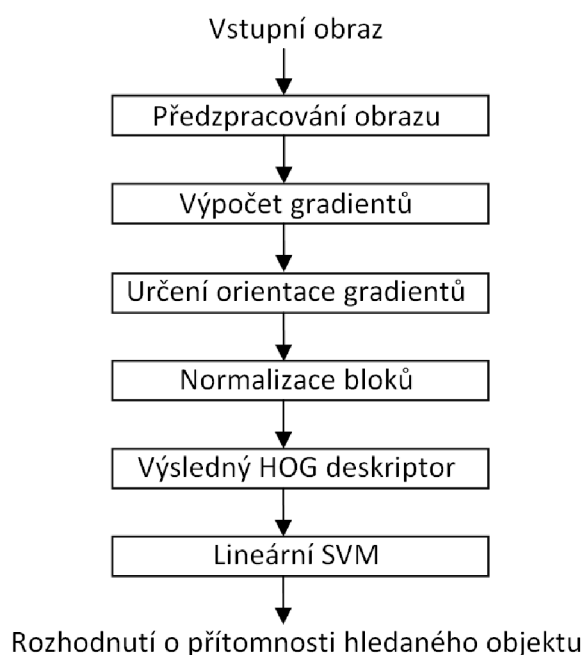 Vstupní obraz
Předzpracování obrazu
Výpočet gradientů
Určení orientace gradientů
Normalizace bloků
Výsledný HOG deskriptor
Lineární SVM
Rozhodnutí o přítomnosti hledaného objektu